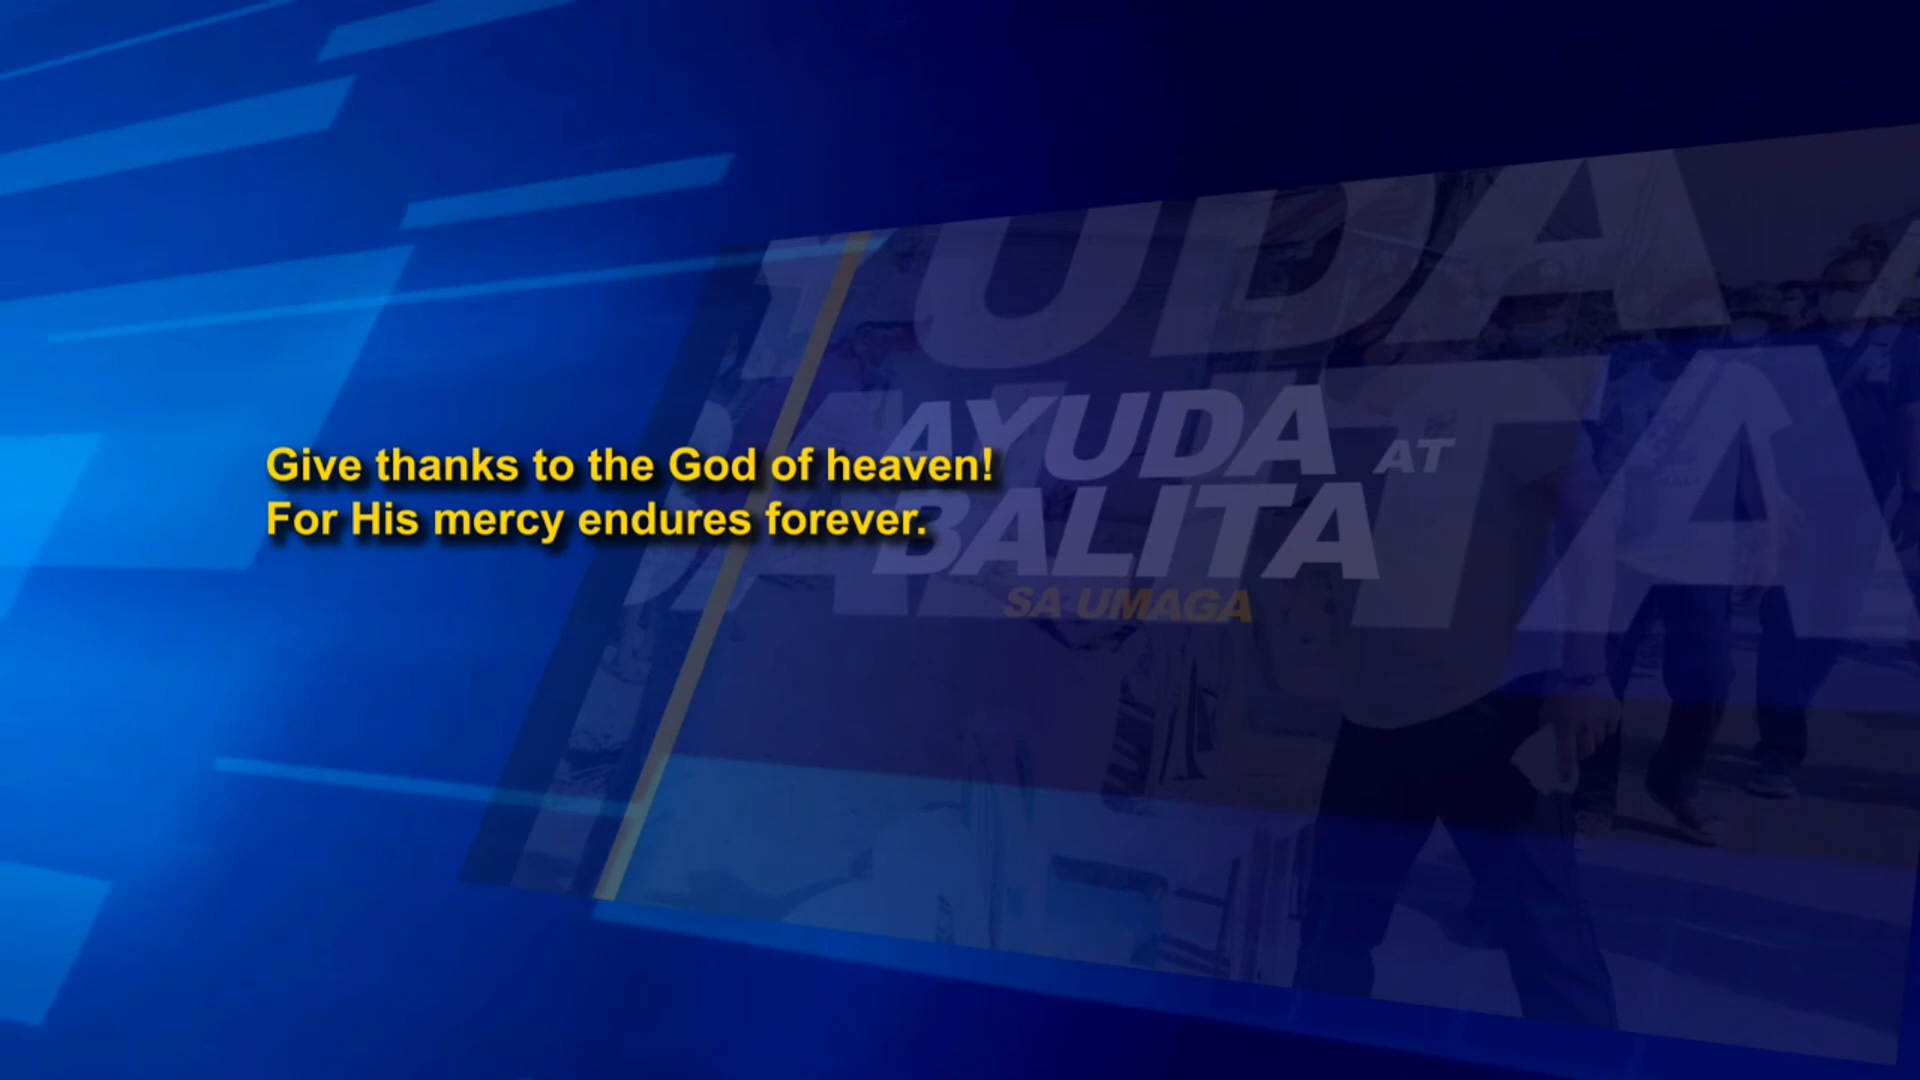 Give thanks to the God of heaven!
For His mercy endures forever.
AYUDA AT
BALITA
SA UMAGA